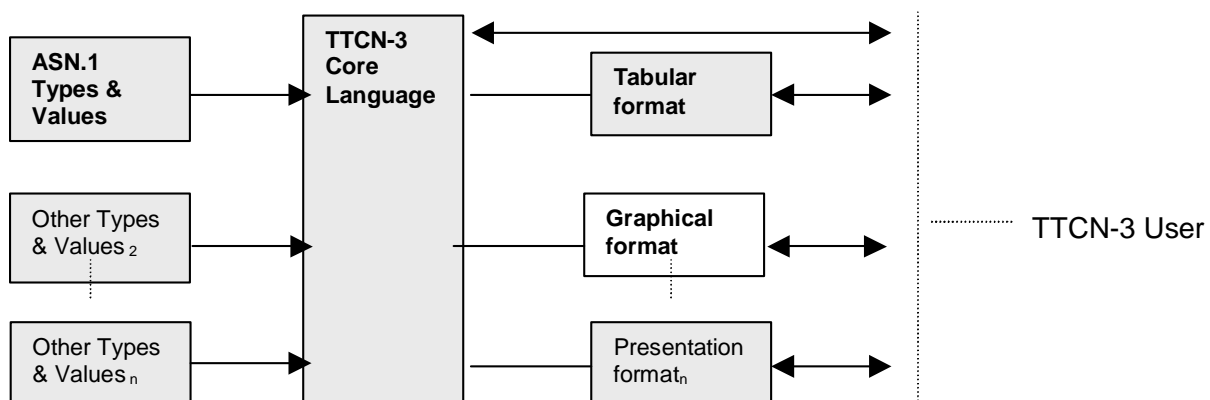 ASN.1
Types &
Values
TTCN-3
Core
Language
Tabular
format
Other Types
& Values 2
Graphical
format
TTCN-3 User
Other Types
& Values n
Presentation
formatn